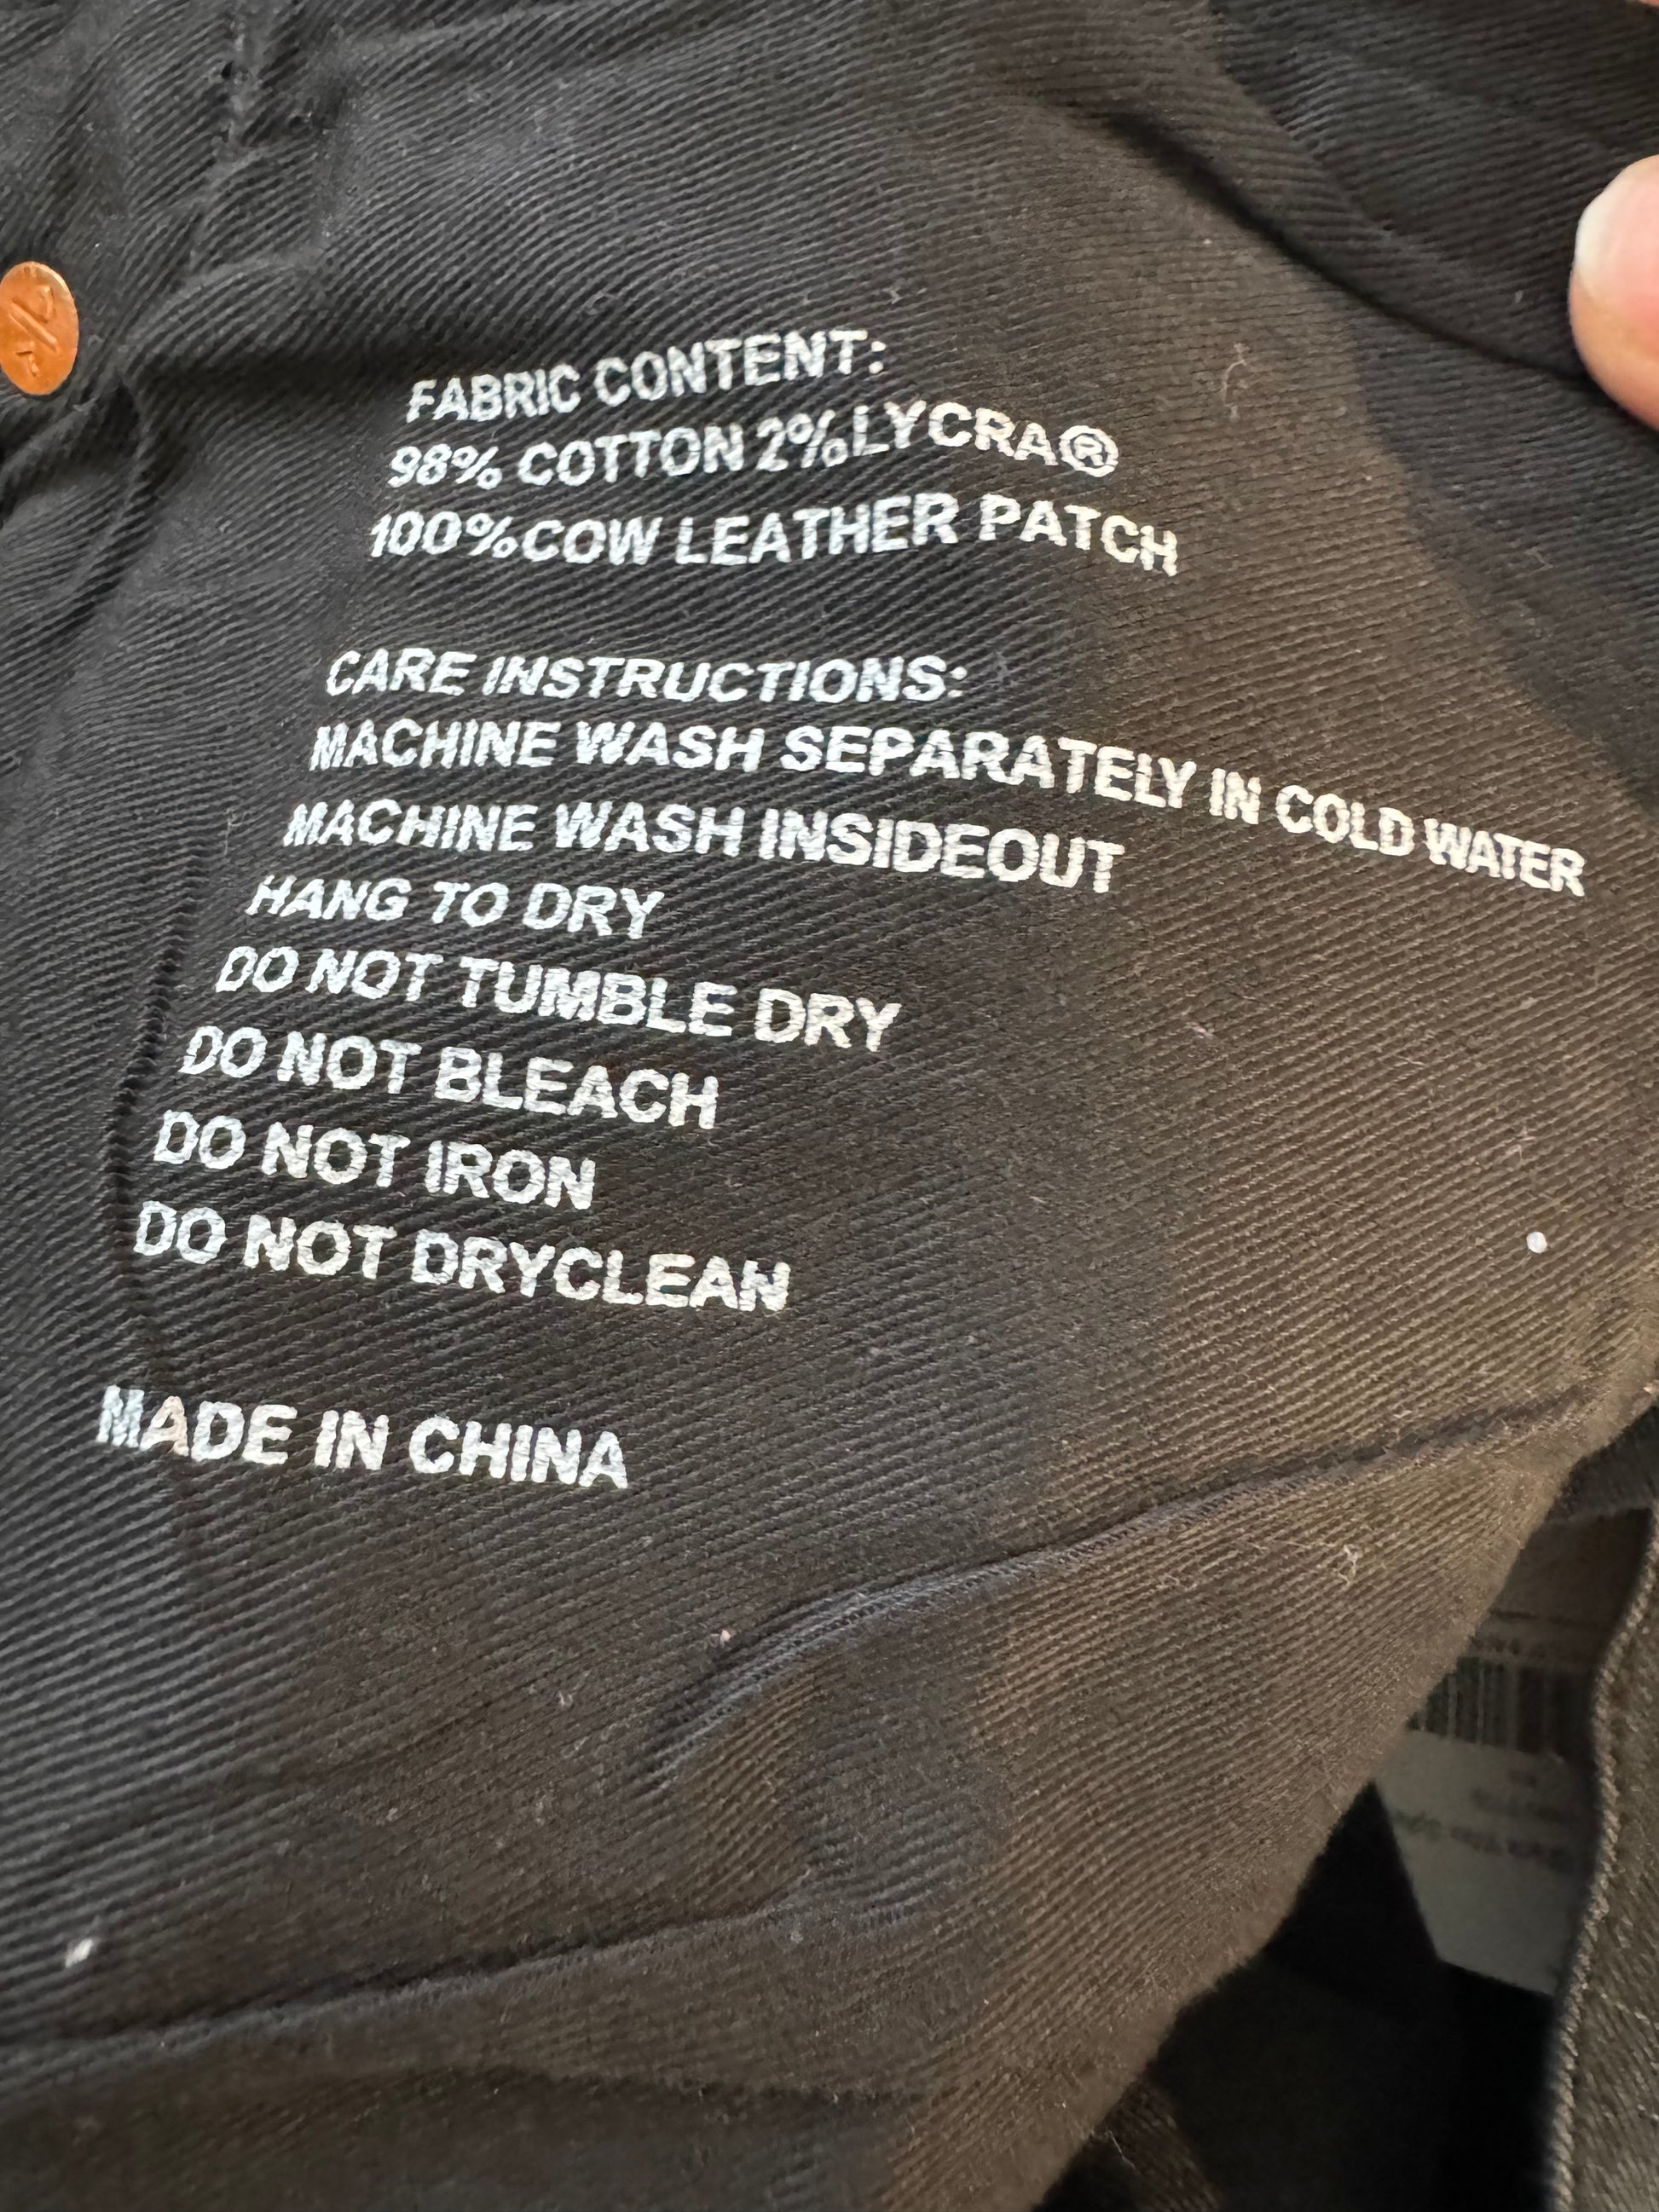 FABRIC CONTENT:
98% COTTON 2%LYCRA®
100%COW LEATHER PATCH
CARE INSTRUCTIONS:
MACHINE WASH SEPARATELY IN COLD WATER
MACHINE WASH INSIDEOUT
HANG TO DRY
DO NOT TUMBLE DRY
DO NOT BLEACH
DO NOT IRON
DO NOT DRYCLEAN
MADE IN CHINA